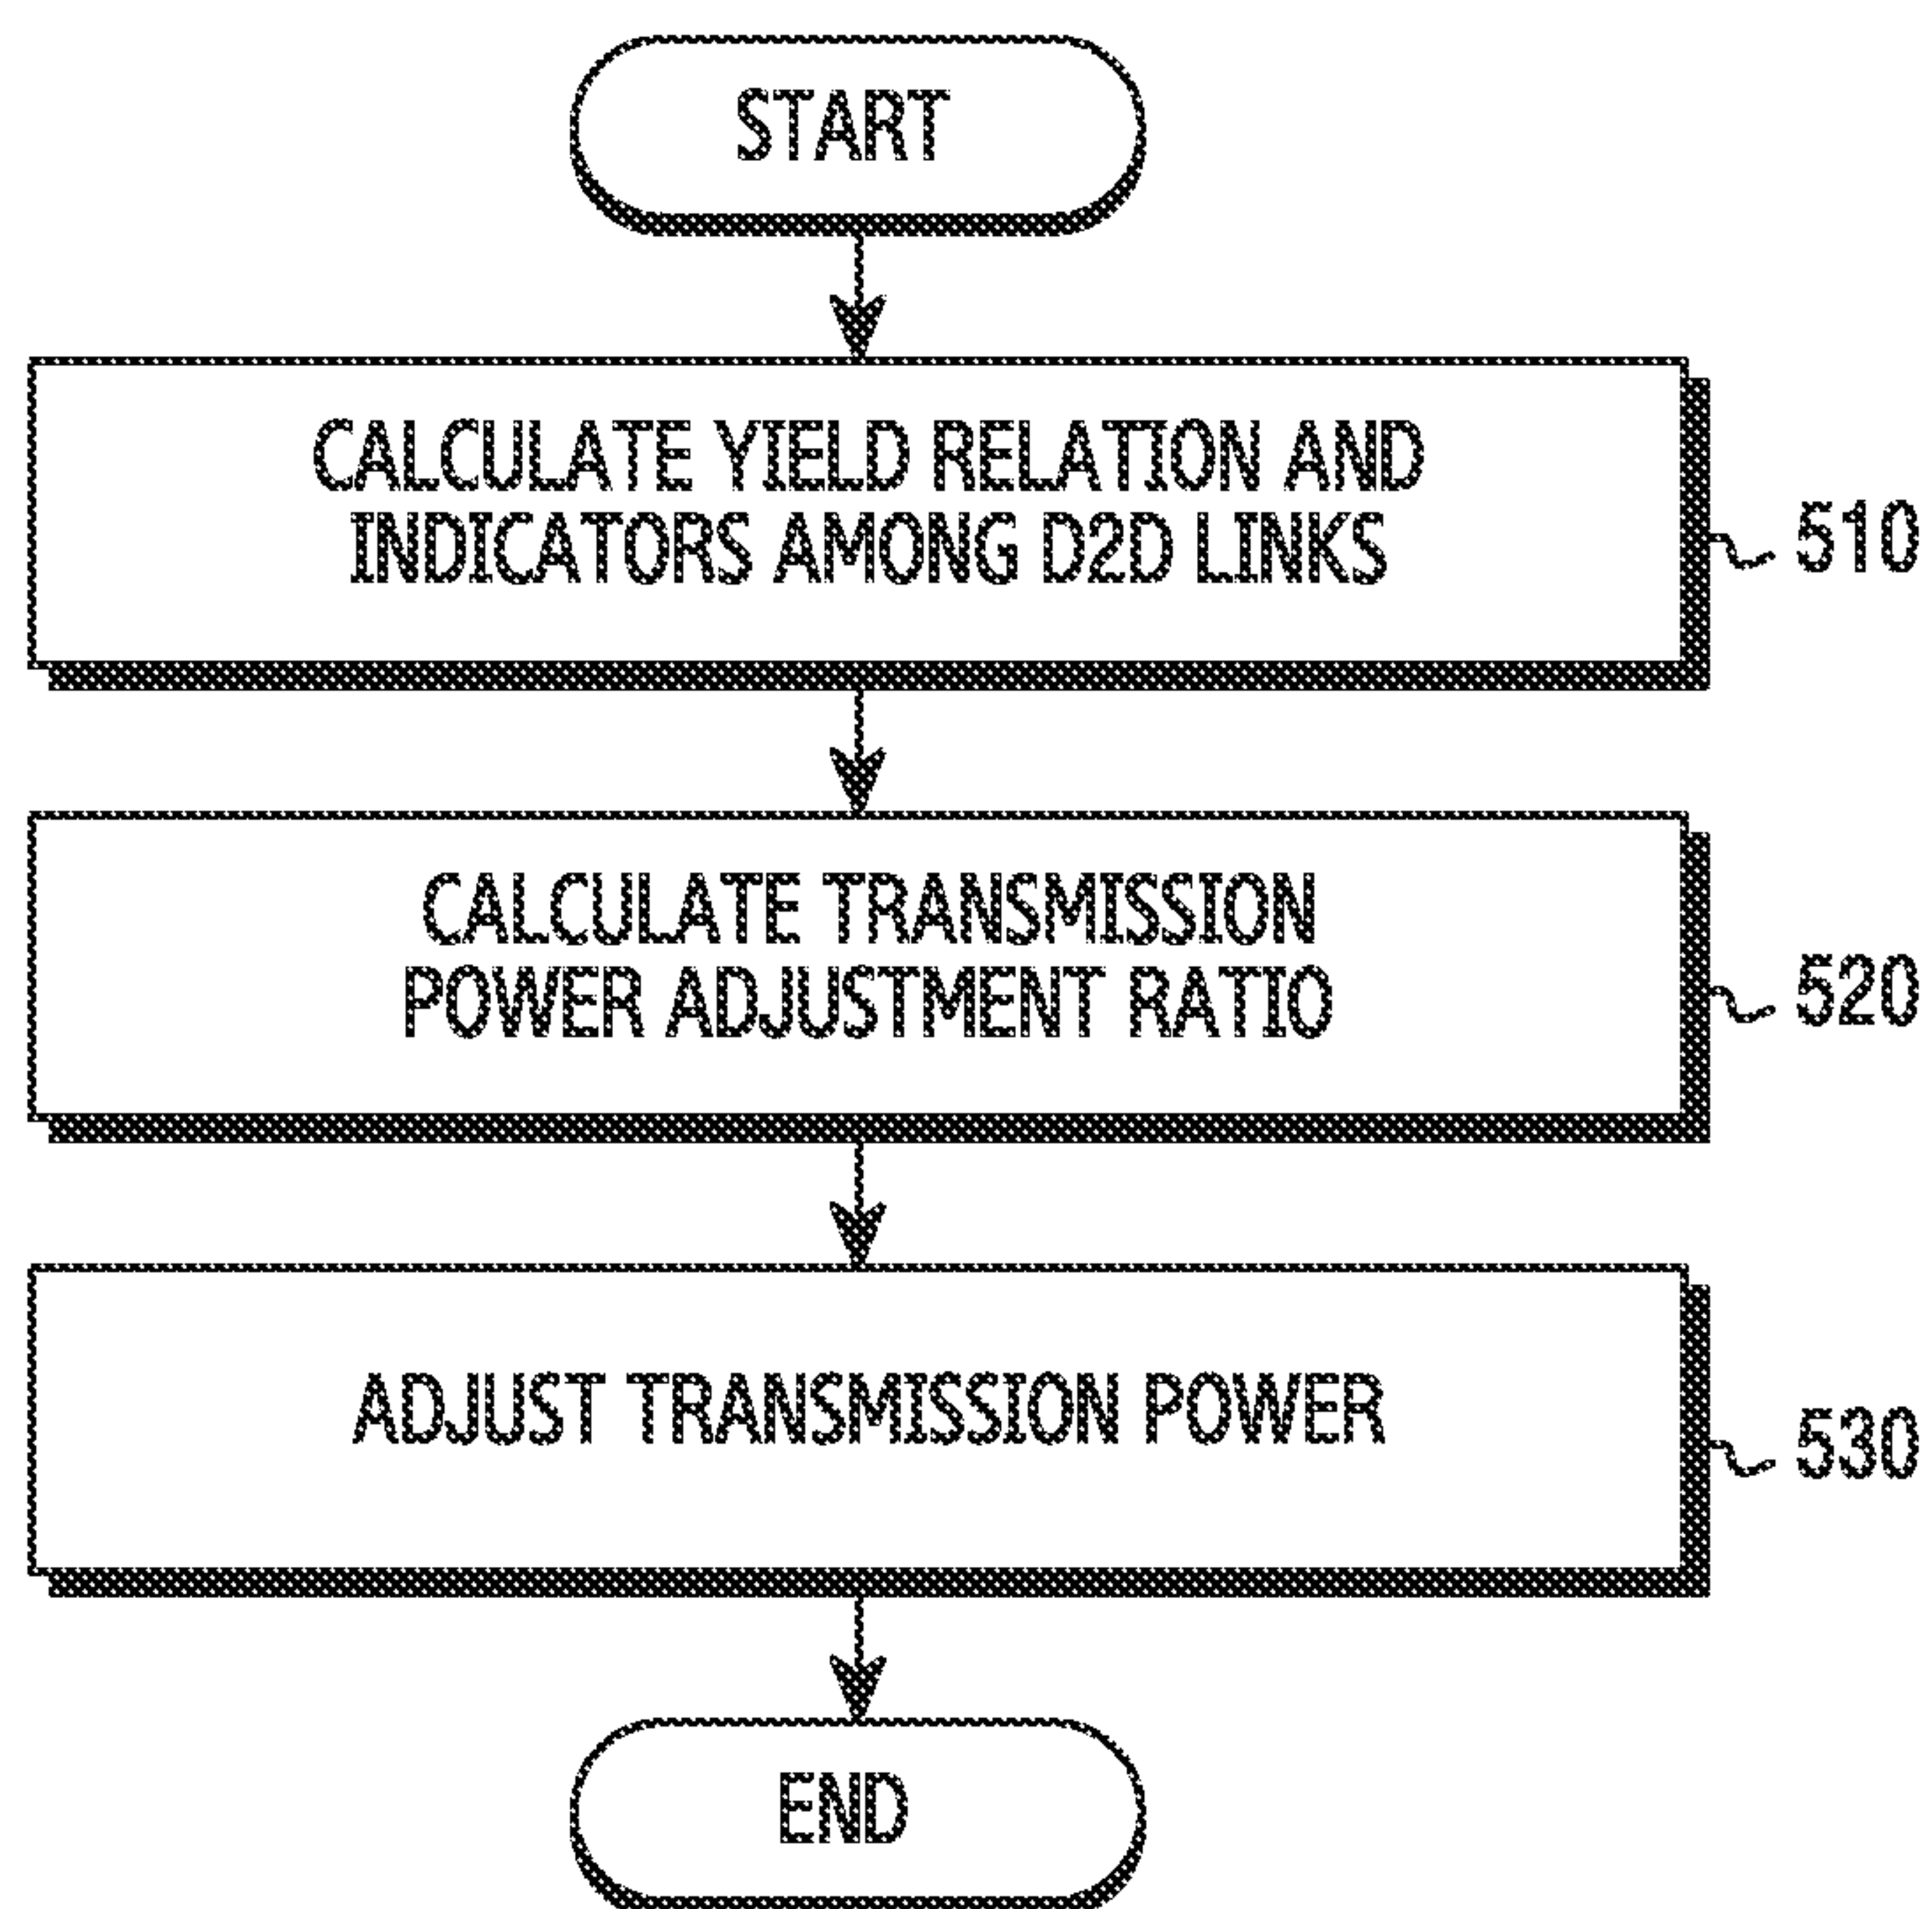 START
CALCULATE YIELD RELATION AND
INDICATORS AMONG D2D LINKS
510
CALCULATE TRANSMISSION
POWER ADJUSTMENT RATIO
520
ADJUST TRANSMISSION POWER
530
END